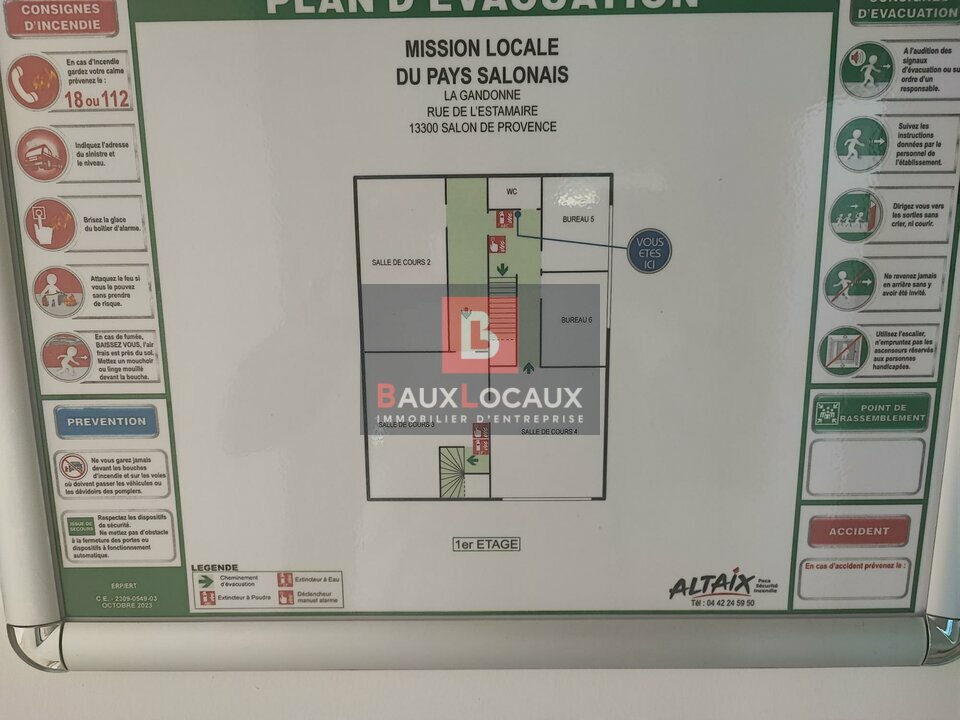 PLAN D'ÉVACUATION
CONSIGNES
D'INCENDIE
En cas d'incendie
gardez votre calme
prévenez le :
18 ou 112
Indiquez l'adresse
du sinistre et
le niveau.
Brisez la glace
du boitier d'alarme.
Attaquez le feu si
vous le pouvez
sans prendre
de risque.
En cas de fumée,
BAISSEZ VOUS, l'air
frais est près du sol.
Mettez un mouchoir
ou linge mouillé
devant la bouche.
PREVENTION
Ne vous garez jamais
devant les bouches
d'incendie et sur les voies
où doivent passer les véhicules ou
les dévidoirs des pompiers.
ISSUE DE
SECOURS
Respectez les dispositifs
de sécurité.
Ne mettez pas d'obstacle
à la fermeture des portes ou
dispositifs à fonctionnement
automatique.
ERP/ERT
C.E. - 2309-0549-03
OCTOBRE 2023
MISSION LOCALE
DU PAYS SALONAIS
LA GANDONNE
RUE DE L'ESTAMAIRE
13300 SALON DE PROVENCE
WC
BUREAU 5
SALLE DE COURS 2
VOUS
ETES
ICI
BUREAU 6
BAUXLOCAUX
IMMOBILIER D'ENTREPRISE
SALLE DE COURS 3
SALLE DE COURS 4
1er ETAGE
LEGENDE
Cheminement
d'évacuation
Extincteur à Eau
Extincteur à Poudre
Déclencheur
manuel alarme
ALTAIX
Paca
Sécurité
Incendie
Tél : 04 42 24 59 50
CONSIGNES
D'EVACUATION
A l'audition des
signaux
d'évacuation ou sur
ordre d'un
responsable.
Suivez les
instructions
données par le
personnel de
l'établissement.
Dirigez vous vers
les sorties sans
crier, ni courir.
Ne revenez jamais
en arrière sans y
avoir été invité.
Utilisez l'escalier,
n'empruntez pas les
ascenseurs réservés
aux personnes
handicapées.
POINT DE
RASSEMBLEMENT
ACCIDENT
En cas d'accident prévenez le :